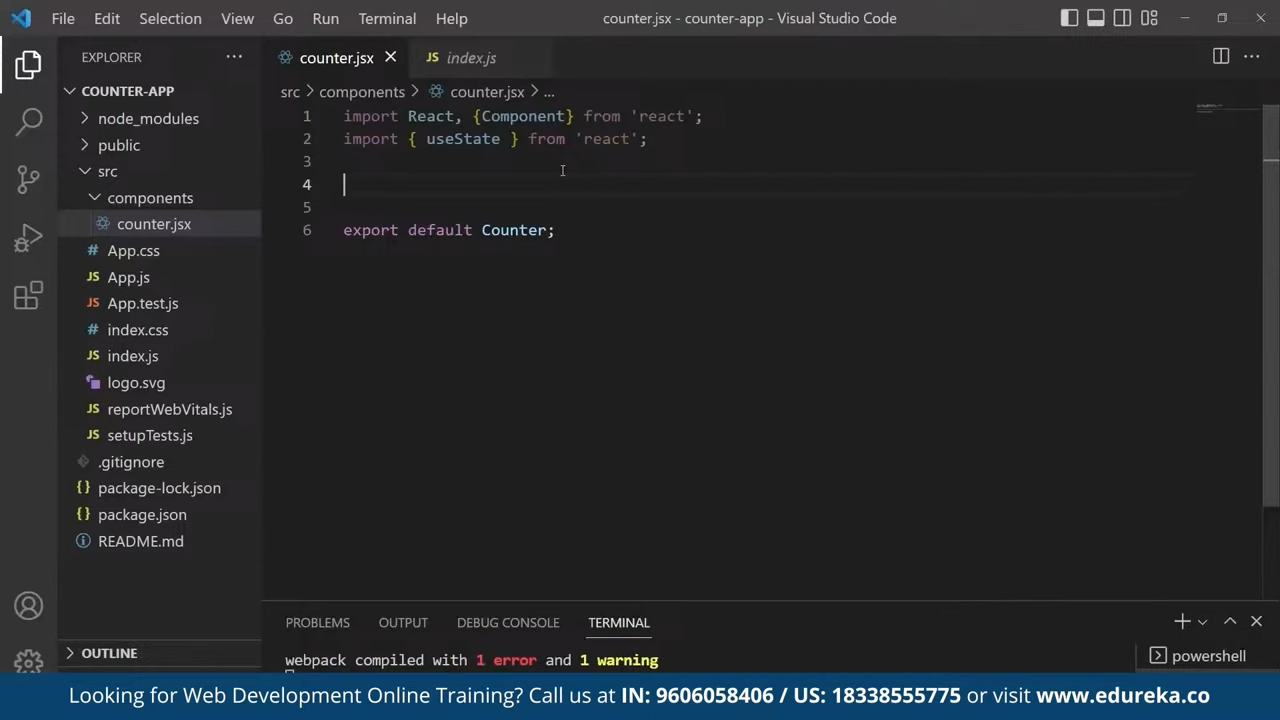 File Edit Selection View Go Run Terminal Help counter.jsx - counter-app - Visual Studio Code
EXPLORER ...
counter.jsx index.js
COUNTER-APP
src > components > counter.jsx > ...
node_modules
public
src
components
counter.jsx
App.css
App.js
App.test.js
index.css
index.js
logo.svg
reportWebVitals.js
setupTests.js
.gitignore
package-lock.json
package.json
README.md
OUTLINE
1 import React, {Component} from 'react';
2 import { useState } from 'react';
3
4
5
6 export default Counter;
PROBLEMS OUTPUT DEBUG CONSOLE TERMINAL
webpack compiled with 1 error and 1 warning
powershell
Looking for Web Development Online Training? Call us at IN: 9606058406 / US: 18338555775 or visit www.edureka.co